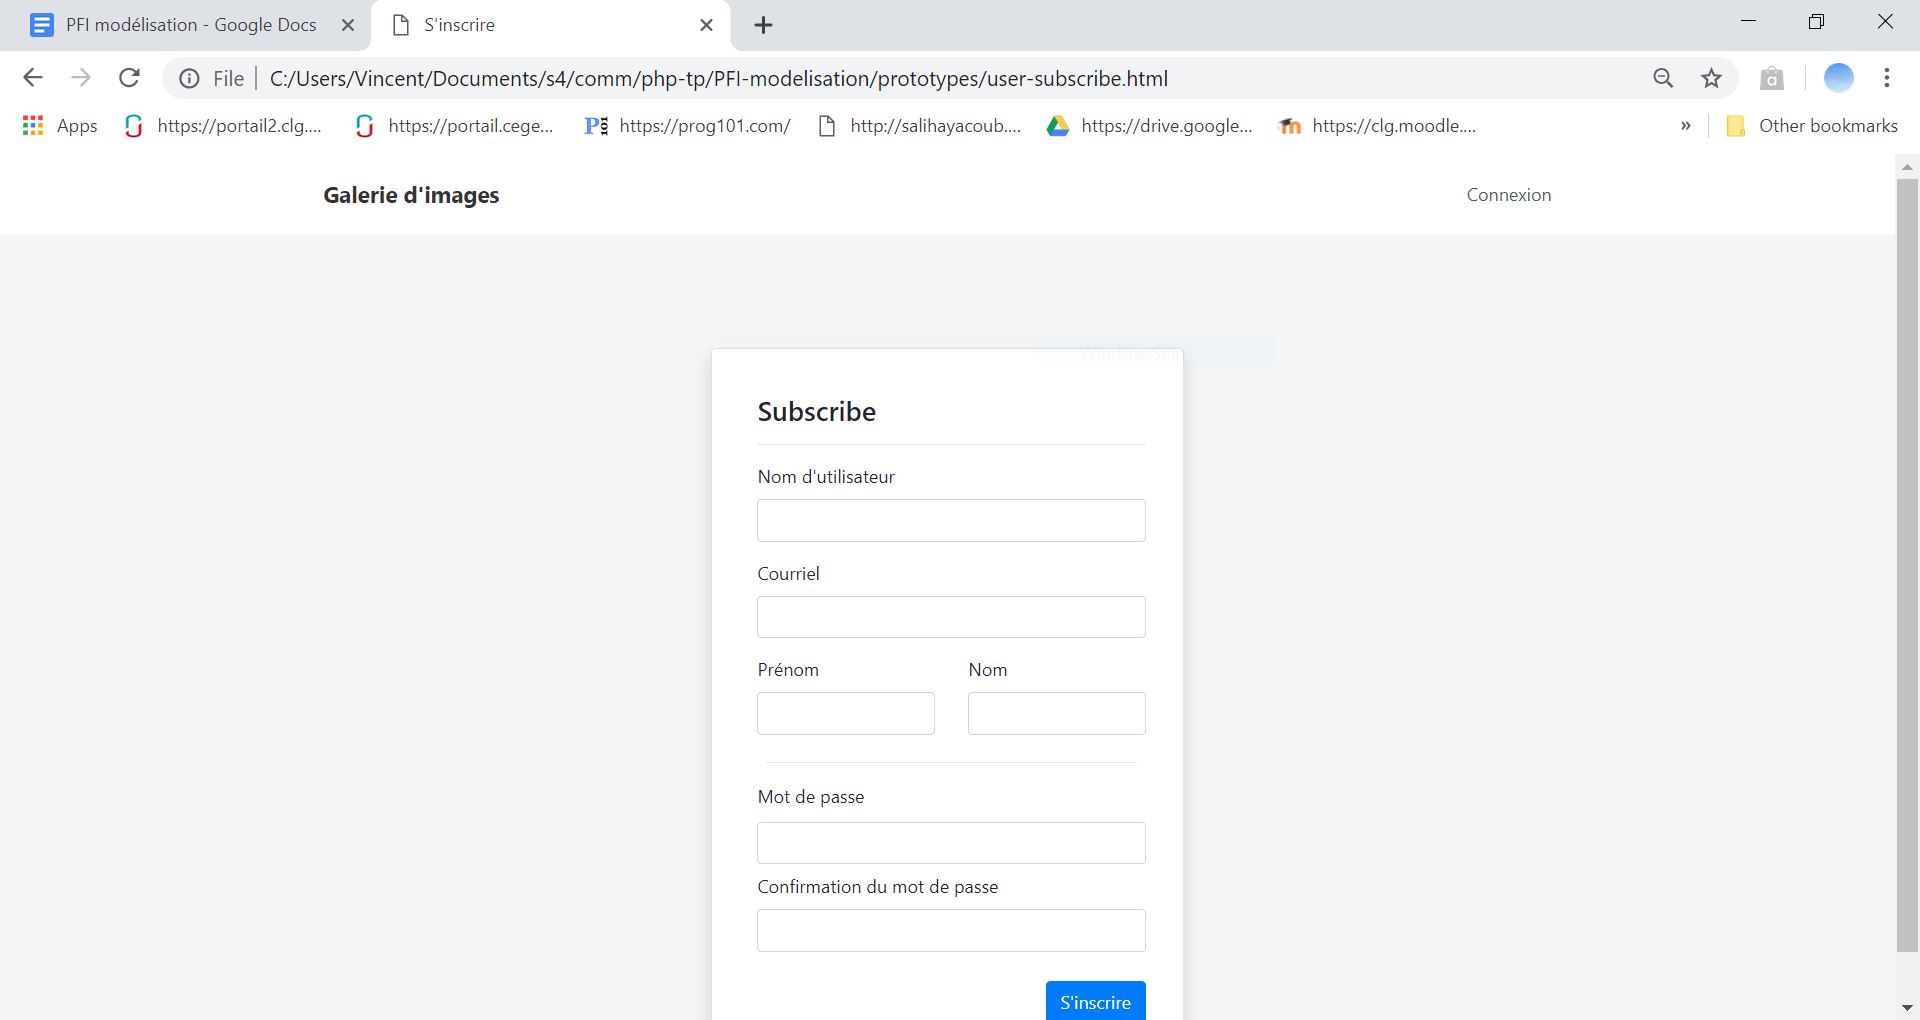 PFI modélisation - Google Docs
S'inscrire
File
C:/Users/Vincent/Documents/s4/comm/php-tp/PFI-modelisation/prototypes/user-subscribe.html
Apps
https://portail2.clg....
https://portail.cege...
https://prog101.com/
http://salihayacoub....
https://drive.google...
https://clg.moodle....
»
Other bookmarks
Galerie d'images
Connexion
Window Snip
Subscribe
Nom d'utilisateur
Courriel
Prénom
Nom
Mot de passe
Confirmation du mot de passe
S'inscrire